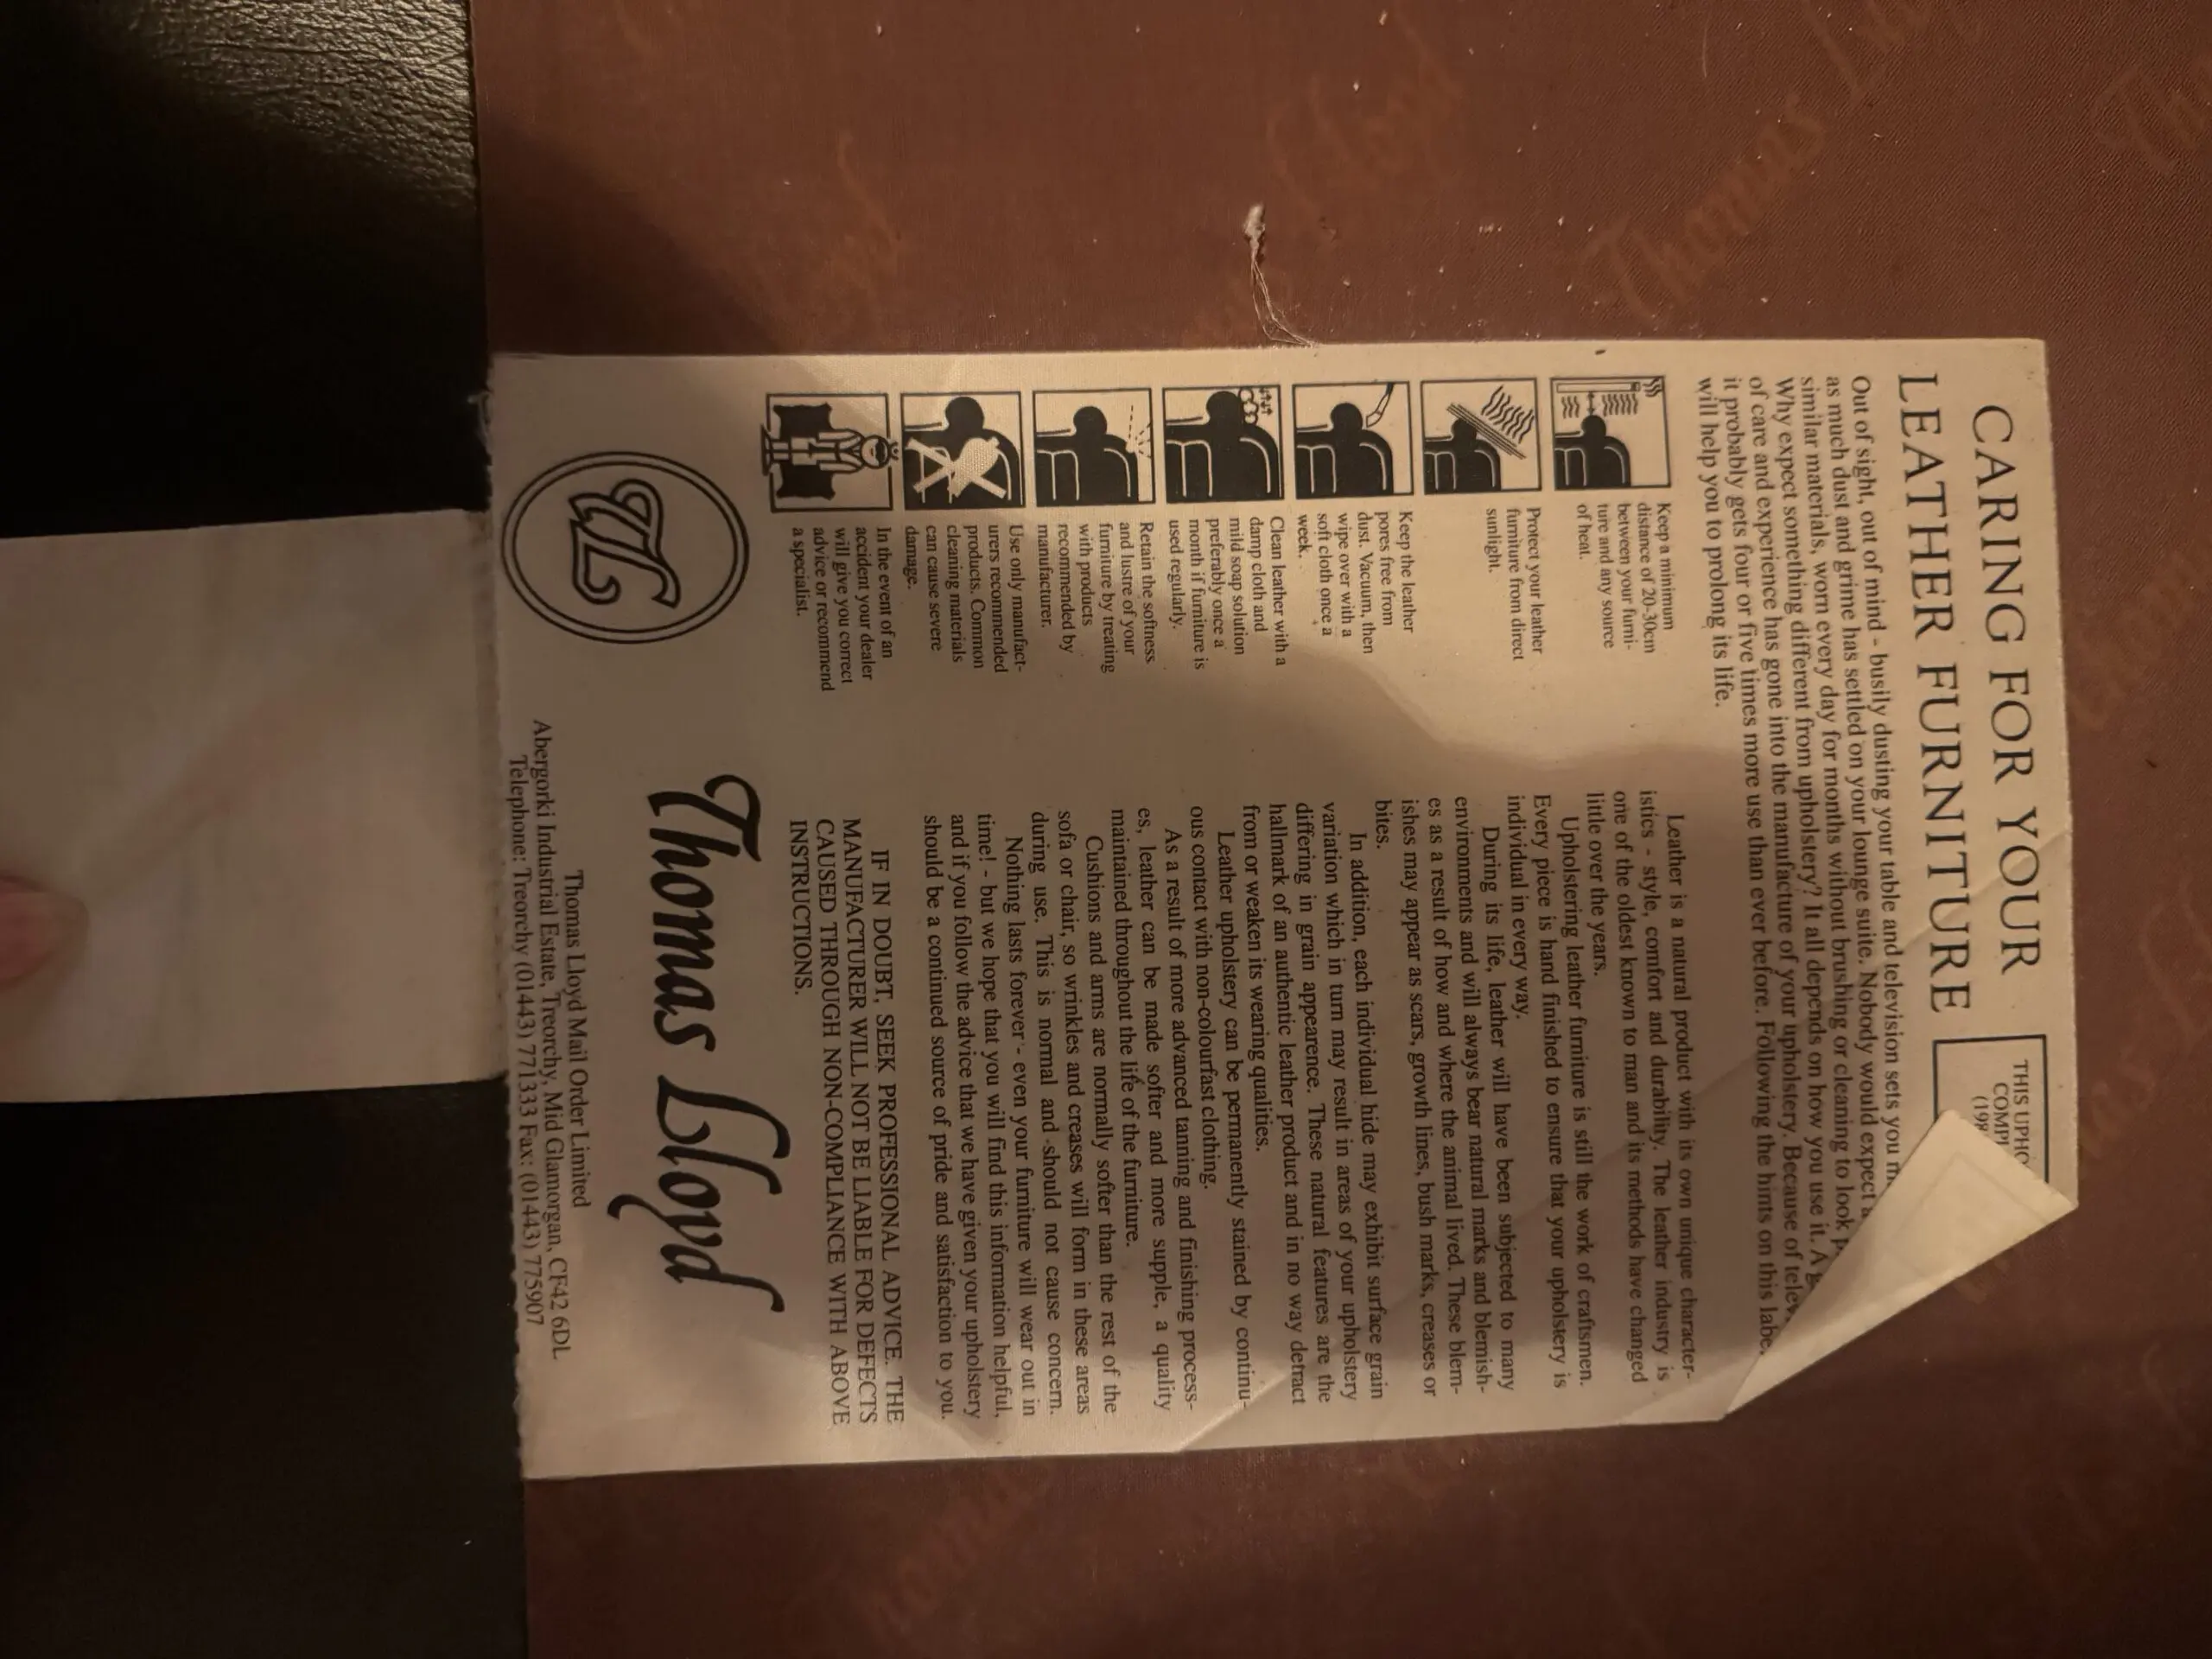 CARING FOR YOUR
LEATHER FURNITURE
THIS UPHO
COMPL
(198
Out of sight, out of mind - busily dusting your table and television sets you m
as much dust and grime has settled on your lounge suite. Nobody would expect a
similar materials, worn every day for months without brushing or cleaning to look p
Why expect something different from upholstery? It all depends on how you use it. A g
of care and experience has gone into the manufacture of your upholstery. Because of telev
it probably gets four or five times more use than ever before. Following the hints on this label
will help you to prolong its life.
Keep a minimum
distance of 20-30cm
between your furni-
ture and any source
of heat.
Protect your leather
furniture from direct
sunlight.
Keep the leather
pores free from
dust. Vacuum, then
wipe over with a
soft cloth once a
week.
Clean leather with a
damp cloth and
mild soap solution
preferably once a
month if furniture is
used regularly.
Retain the softness
and lustre of your
furniture by treating
with products
recommended by
manufacturer.
Use only manufact-
urers recommended
products. Common
cleaning materials
can cause severe
damage.
In the event of an
accident your dealer
will give you correct
advice or recommend
a specialist.
Leather is a natural product with its own unique character-
istics - style, comfort and durability. The leather industry is
one of the oldest known to man and its methods have changed
little over the years.
Upholstering leather furniture is still the work of craftsmen.
Every piece is hand finished to ensure that your upholstery is
individual in every way.
During its life, leather will have been subjected to many
environments and will always bear natural marks and blemish-
es as a result of how and where the animal lived. These blem-
ishes may appear as scars, growth lines, bush marks, creases or
bites.
In addition, each individual hide may exhibit surface grain
variation which in turn may result in areas of your upholstery
differing in grain appearance. These natural features are the
hallmark of an authentic leather product and in no way detract
from or weaken its wearing qualities.
Leather upholstery can be permanently stained by continu-
ous contact with non-colourfast clothing.
As a result of more advanced tanning and finishing process-
es, leather can be made softer and more supple, a quality
maintained throughout the life of the furniture.
Cushions and arms are normally softer than the rest of the
sofa or chair, so wrinkles and creases will form in these areas
during use. This is normal and should not cause concern.
Nothing lasts forever - even your furniture will wear out in
time! - but we hope that you will find this information helpful,
and if you follow the advice that we have given your upholstery
should be a continued source of pride and satisfaction to you.
IF IN DOUBT, SEEK PROFESSIONAL ADVICE. THE
MANUFACTURER WILL NOT BE LIABLE FOR DEFECTS
CAUSED THROUGH NON-COMPLIANCE WITH ABOVE
INSTRUCTIONS.
TL
Thomas Lloyd
Thomas Lloyd Mail Order Limited
Abergorki Industrial Estate, Treorchy, Mid Glamorgan, CF42 6DL
Telephone: Treorchy (01443) 771333 Fax: (01443) 775907